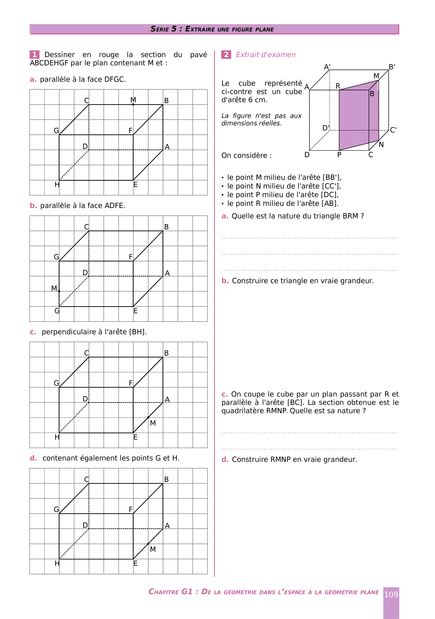 SÉRIE 5 : EXTRAIRE UNE FIGURE PLANE
1 Dessiner en rouge la section du pavé
ABCDEHGF par le plan contenant M et :
a. parallèle à la face DFGC.
C M B
G F
D A
H E
b. parallèle à la face ADFE.
C B
G F
D A
M
G E
c. perpendiculaire à l'arête [BH].
C B
G F
D A
M
H E
d. contenant également les points G et H.
C B
G F
D A
M
H E
2 Extrait d'examen
Le cube représenté
ci-contre est un cube
d'arête 6 cm.
La figure n'est pas aux
dimensions réelles.
On considère :
A' B'
M
A R
B
D' C'
N
D P C
• le point M milieu de l'arête [BB'],
• le point N milieu de l'arête [CC'],
• le point P milieu de l'arête [DC],
• le point R milieu de l'arête [AB].
a. Quelle est la nature du triangle BRM ?
b. Construire ce triangle en vraie grandeur.
c. On coupe le cube par un plan passant par R et
parallèle à l'arête [BC]. La section obtenue est le
quadrilatère RMNP. Quelle est sa nature ?
d. Construire RMNP en vraie grandeur.
CHAPITRE G1 : DE LA GÉOMÉTRIE DANS L'ESPACE À LA GÉOMÉTRIE PLANE 109